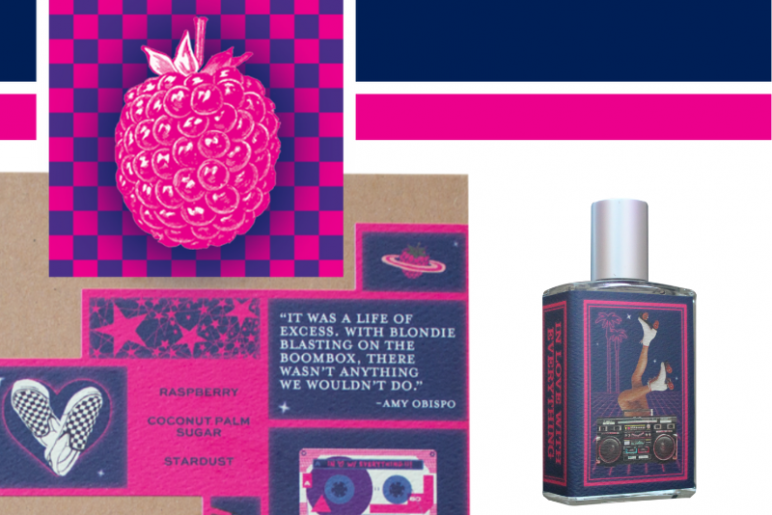 "IT WAS A LIFE OF
EXCESS. WITH BLONDIE
BLASTING ON THE
BOOMBOX, THERE
WASN'T ANYTHING
WE WOULDN'T DO."
~AMY OBISPO
RASPBERRY
COCONUT PALM
SUGAR
STARDUST
IN LOVE WITH
EVERYTHING